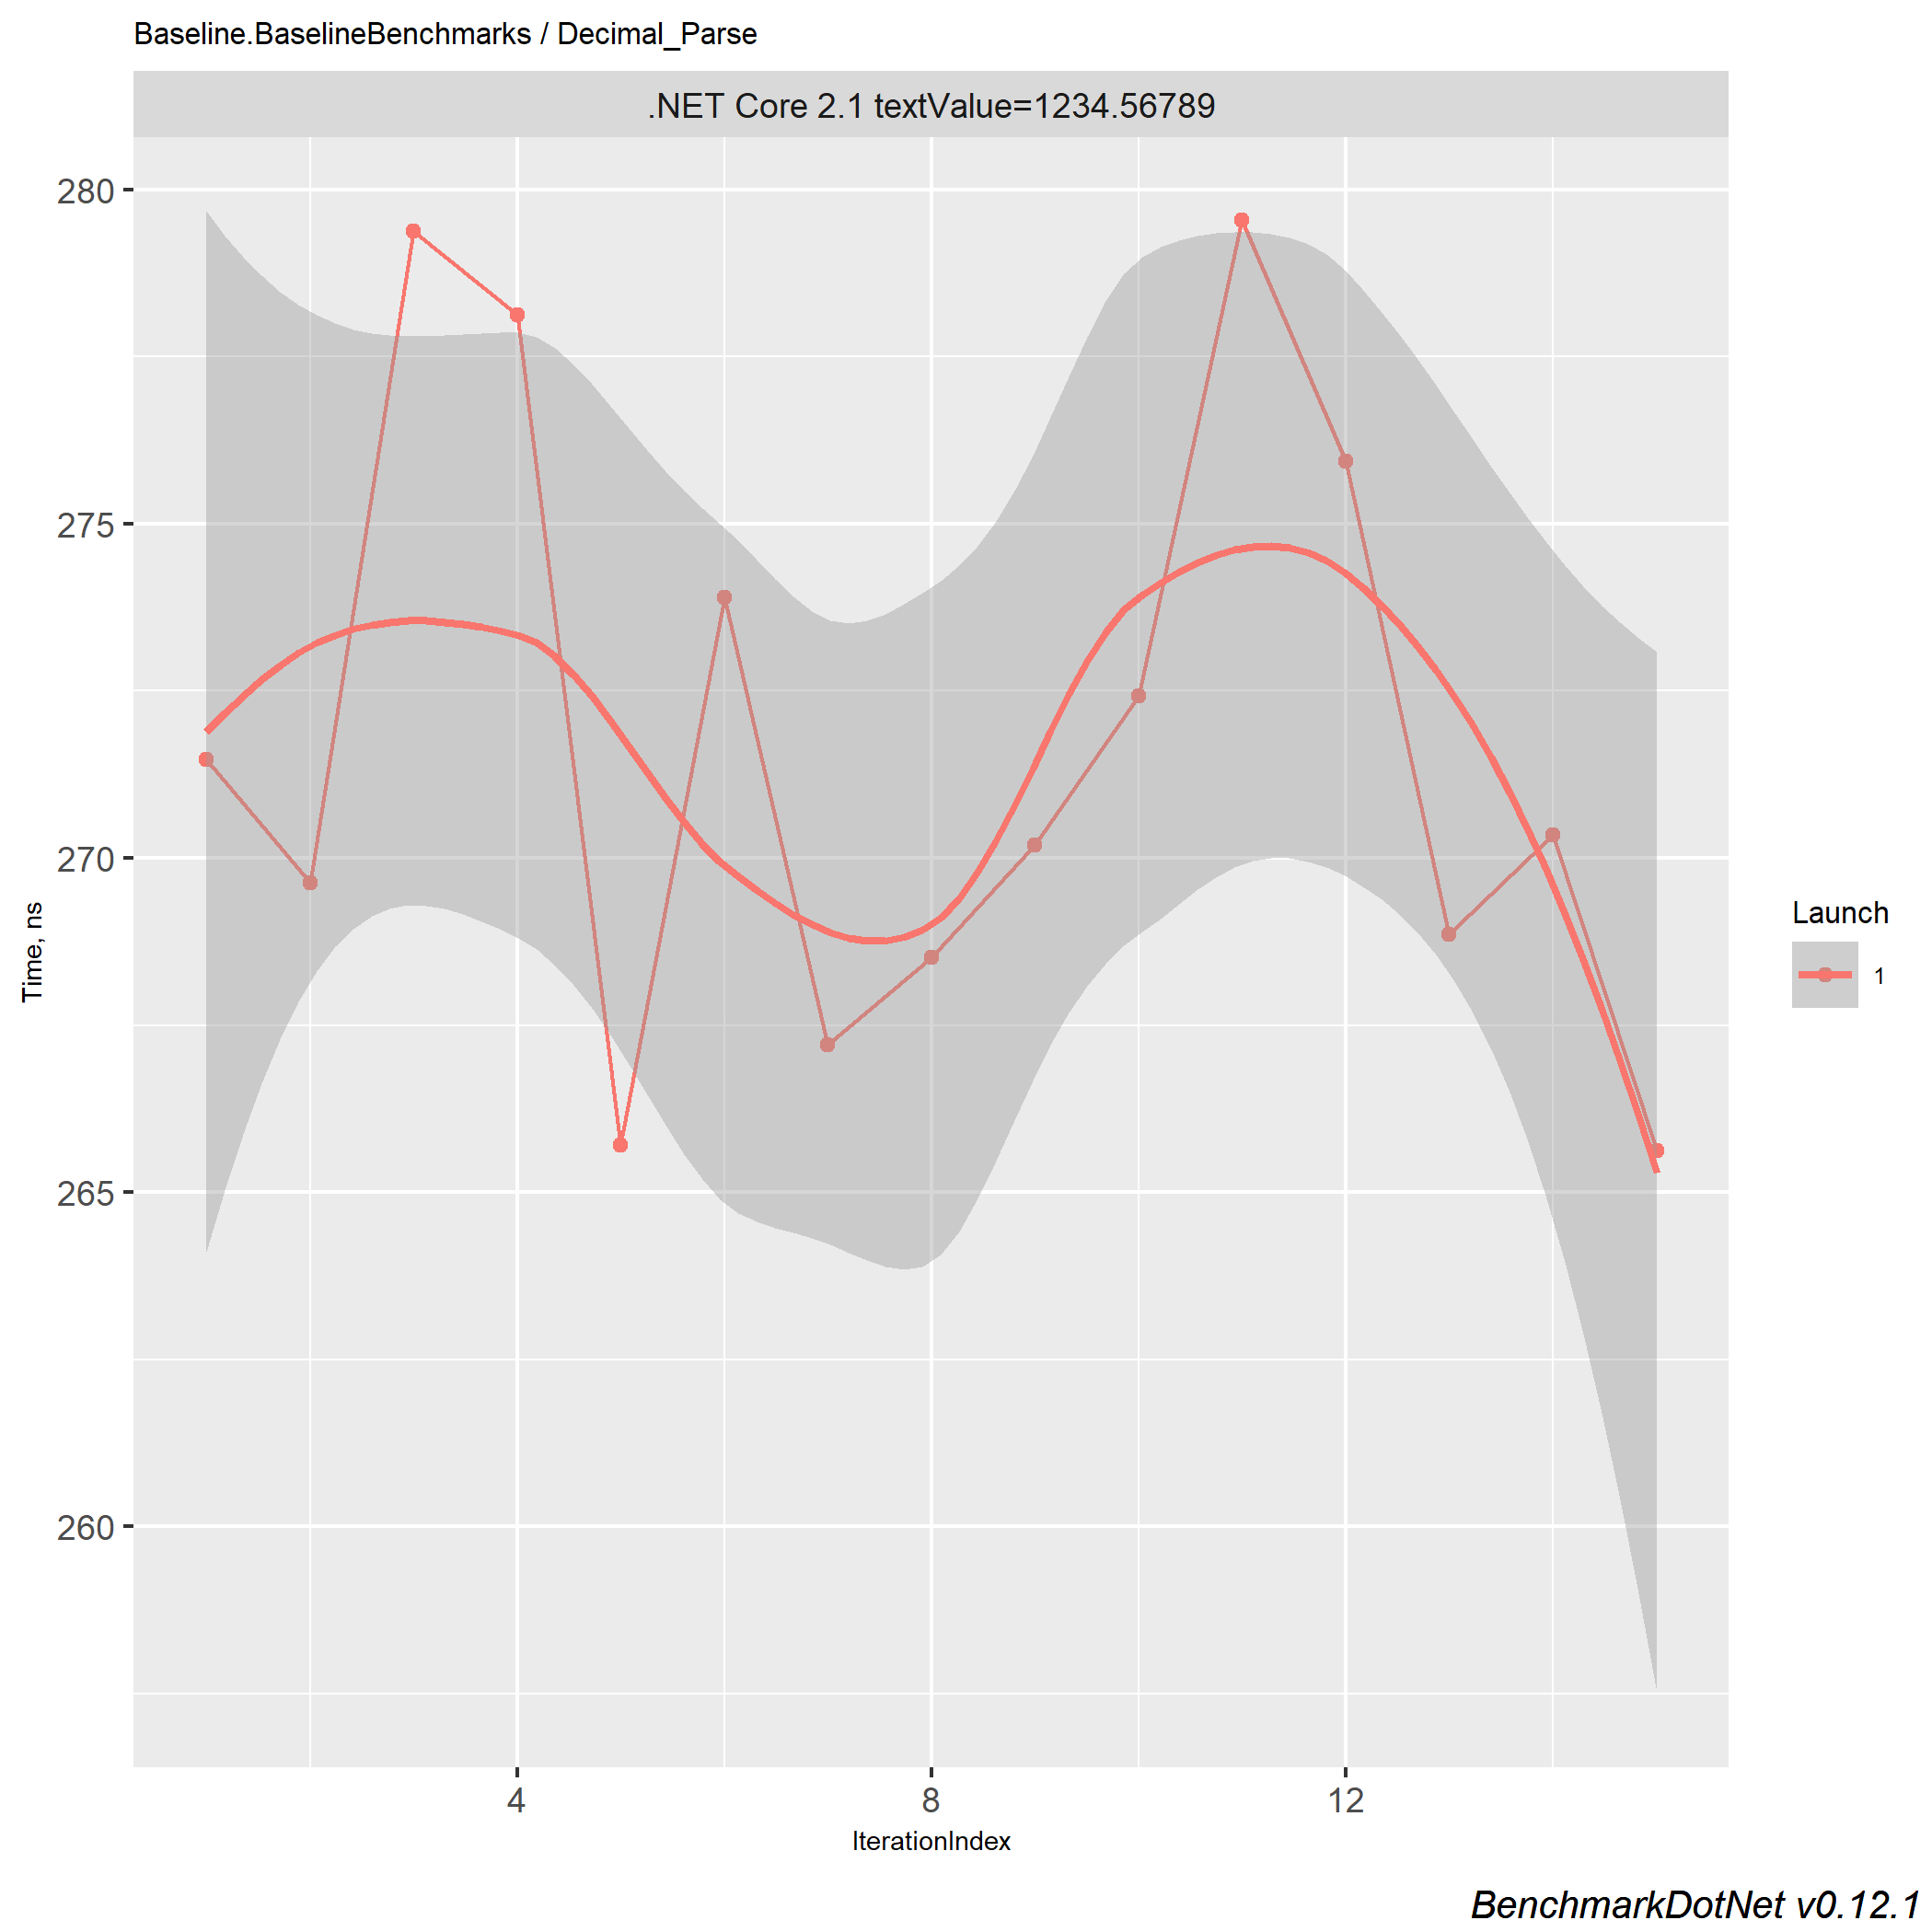 Baseline.BaselineBenchmarks / Decimal_Parse
.NET Core 2.1 textValue=1234.56789
280
275
270
265
260
Time, ns
4
8
12
IterationIndex
Launch
1
BenchmarkDotNet v0.12.1